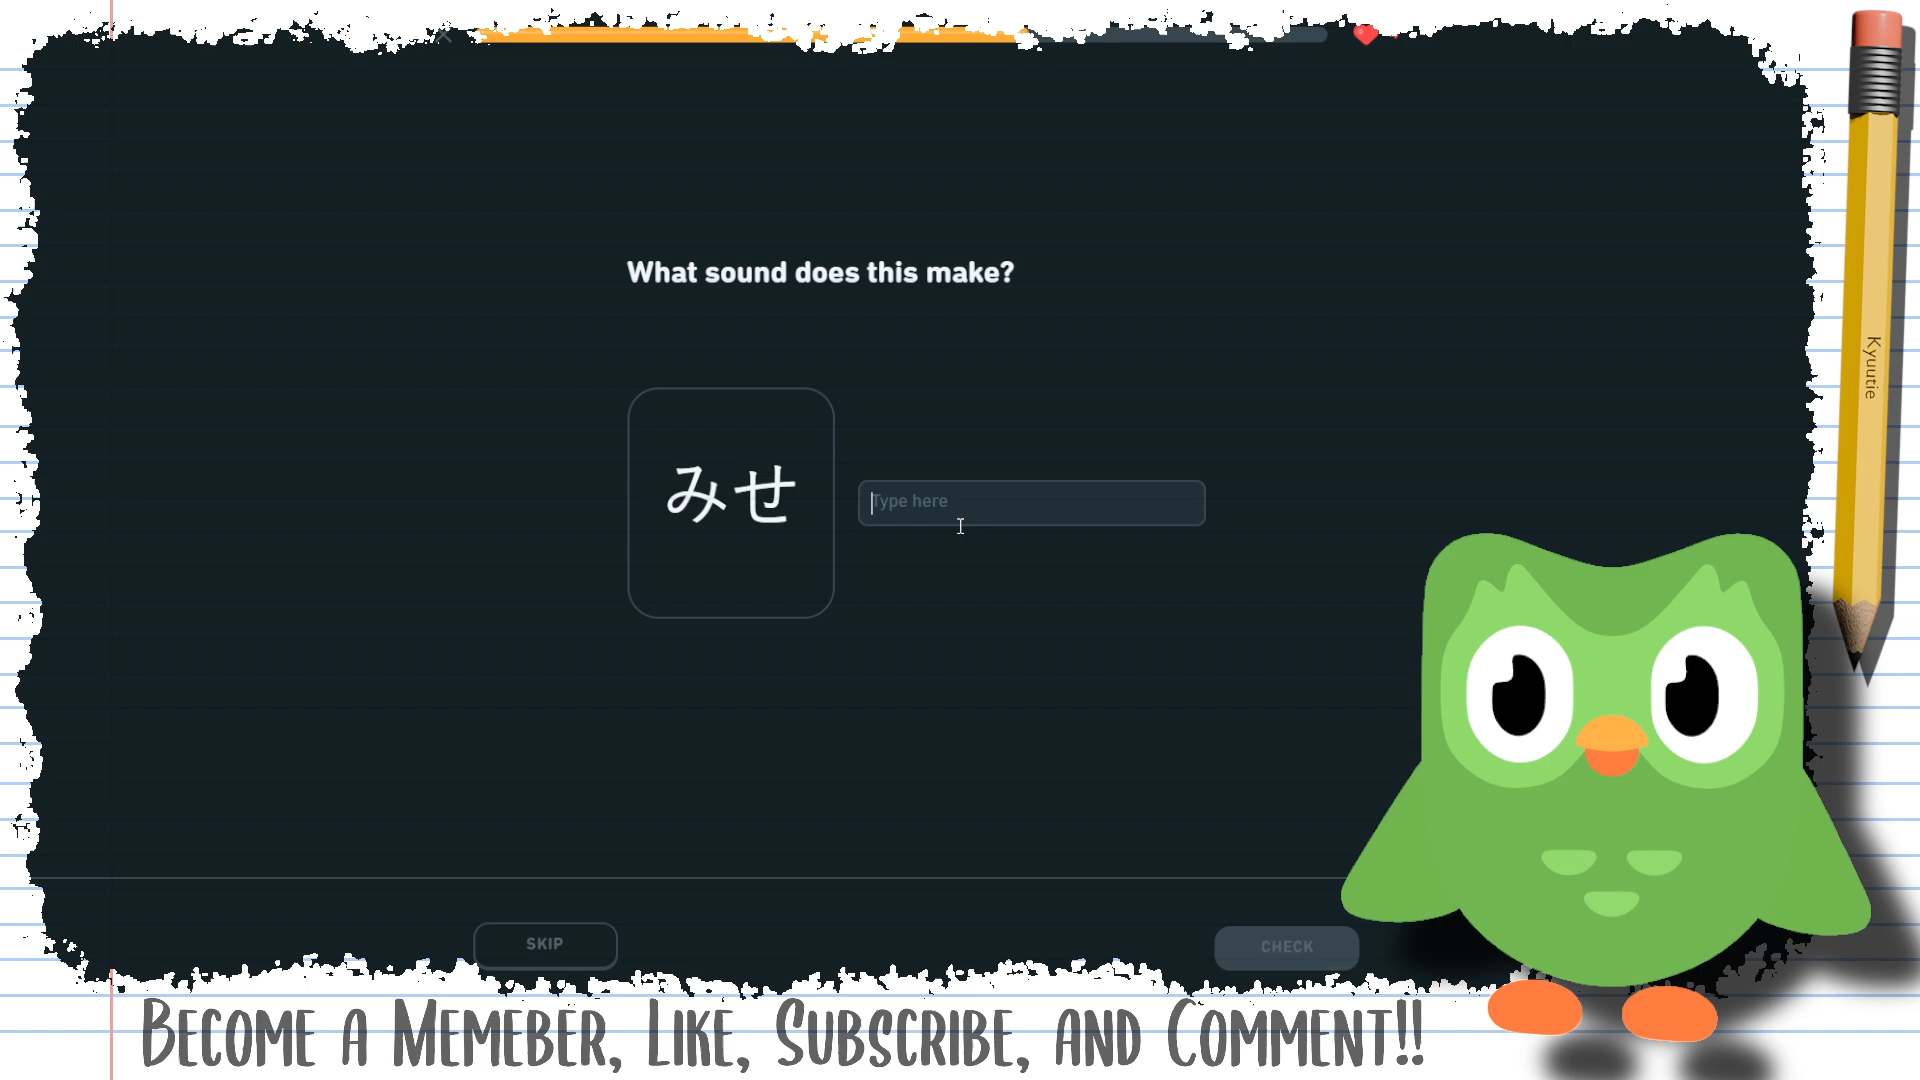 What sound does this make?
みせ
Type here
SKIP
CHECK
Kyuutie
BECOME A MEMEBER, LIKE, SUBSCRIBE, AND COMMENT!!